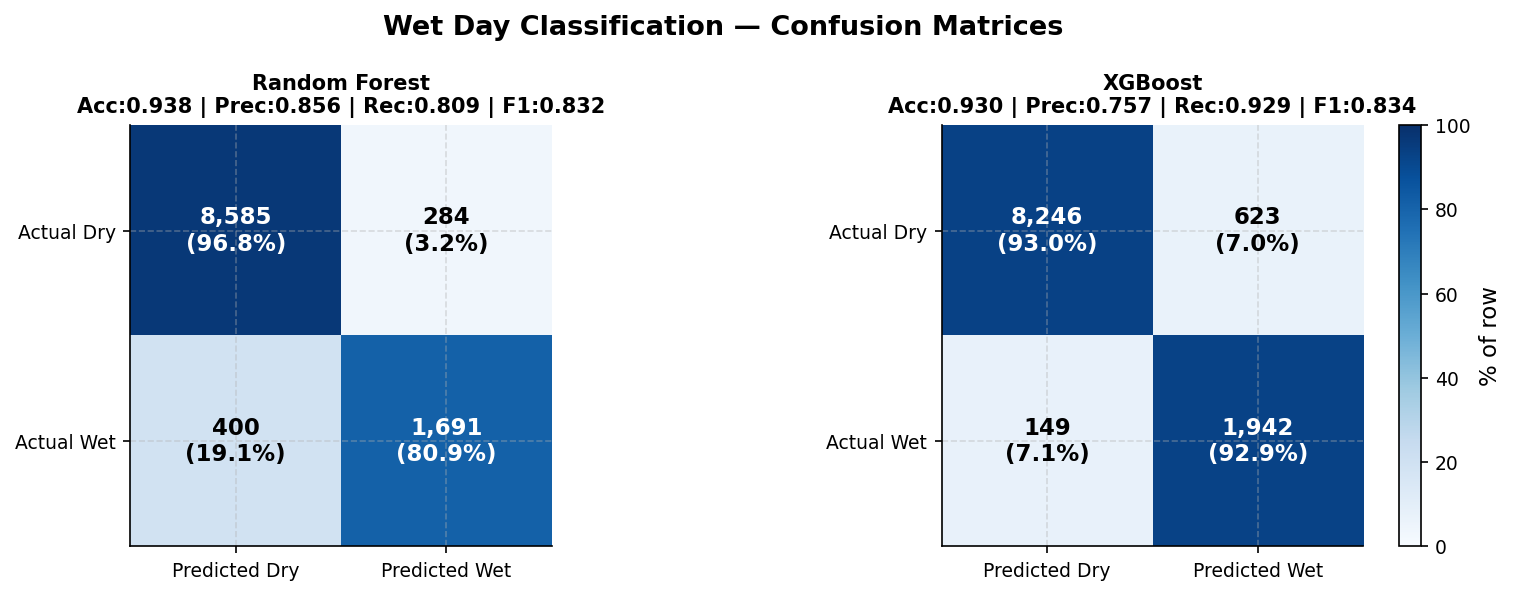 Wet Day Classification — Confusion Matrices
Random Forest
Acc:0.938 | Prec:0.856 | Rec:0.809 | F1:0.832
Actual Dry
8,585
(96.8%)
284
(3.2%)
Actual Wet
400
(19.1%)
1,691
(80.9%)
Predicted Dry
Predicted Wet
XGBoost
Acc:0.930 | Prec:0.757 | Rec:0.929 | F1:0.834
Actual Dry
8,246
(93.0%)
623
(7.0%)
Actual Wet
149
(7.1%)
1,942
(92.9%)
Predicted Dry
Predicted Wet
100
80
60
40
20
0
% of row